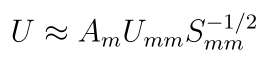 U ≈ A_m U_{mm} S_{mm}^{-1/2}